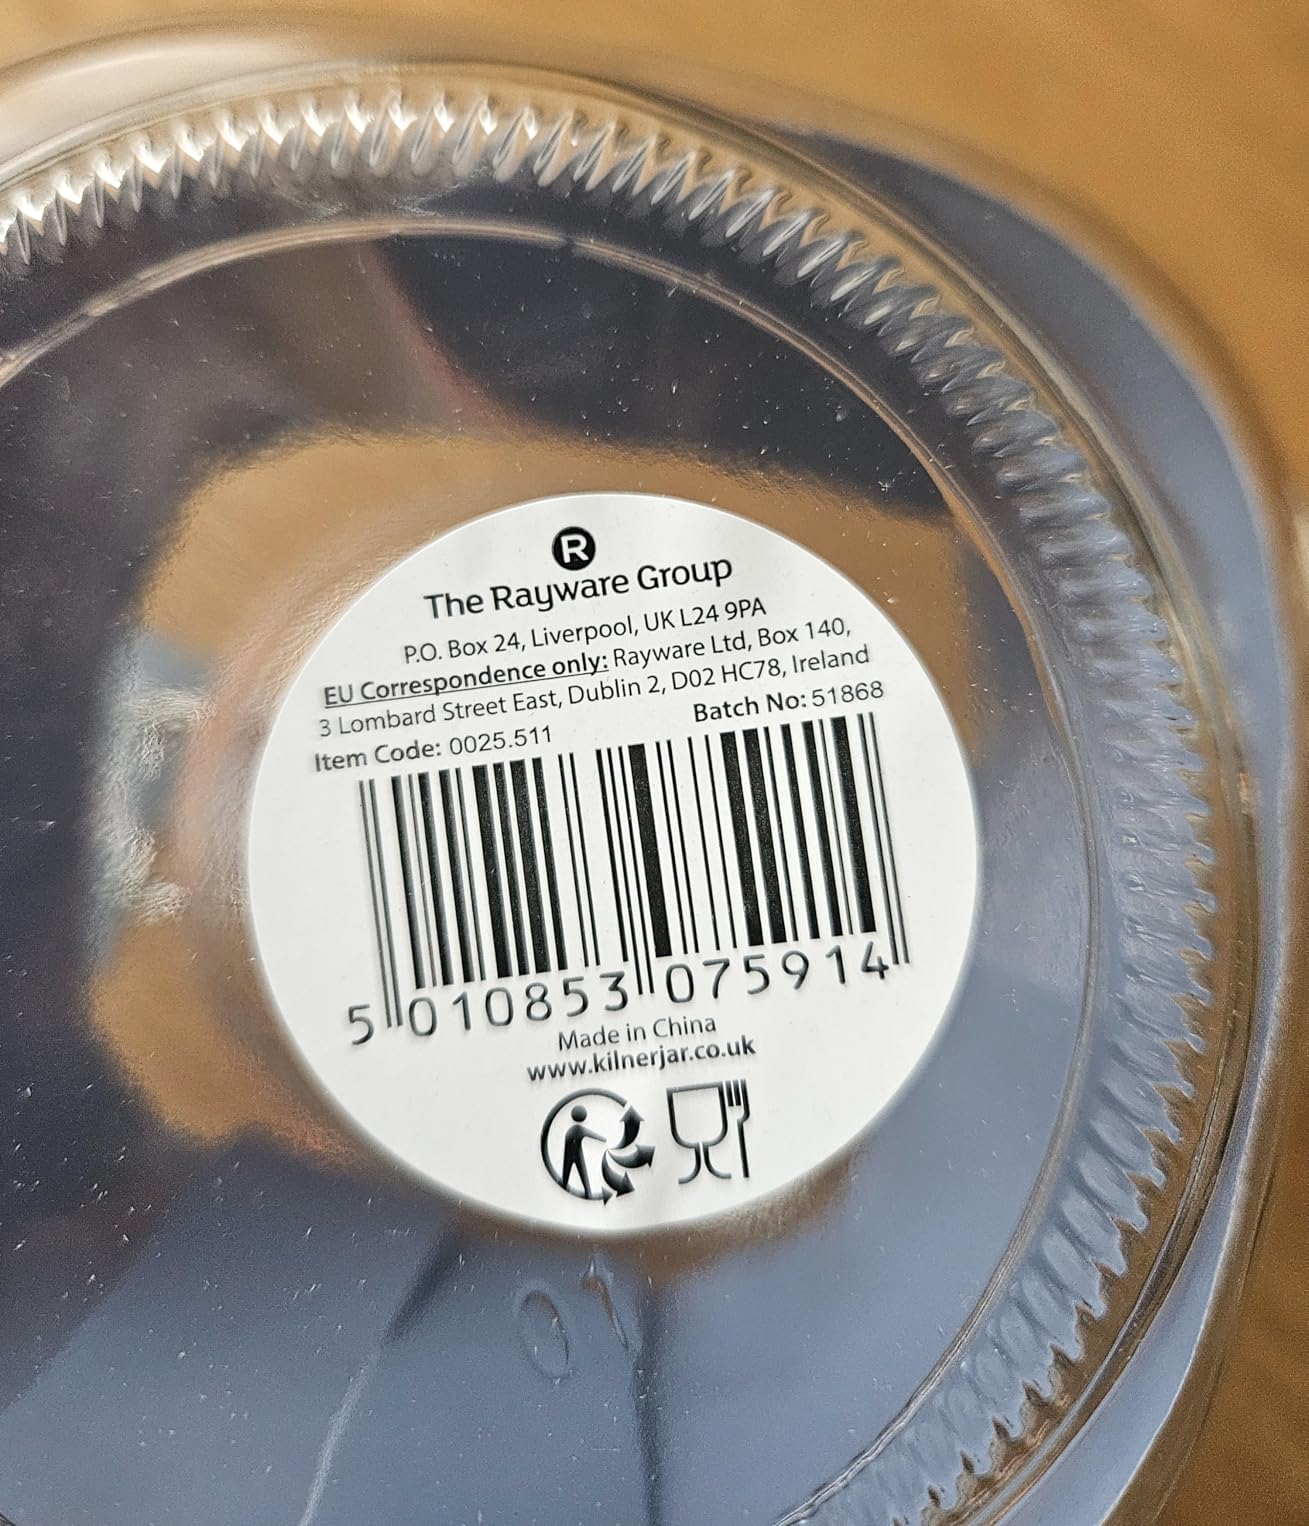 R
The Rayware Group
P.O. Box 24, Liverpool, UK L24 9PA
EU Correspondence only: Rayware Ltd, Box 140,
3 Lombard Street East, Dublin 2, D02 HC78, Ireland
Item Code: 0025.511 Batch No: 51868
5 010853 075914
Made in China
www.kilnerjar.co.uk
01